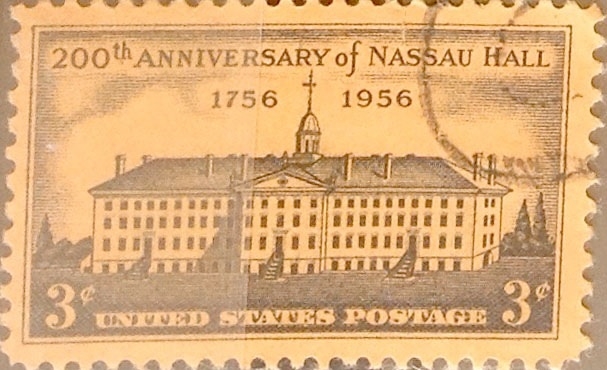 200th ANNIVERSARY of NASSAU HALL
1756 1956
3¢ 3¢
UNITED STATES POSTAGE